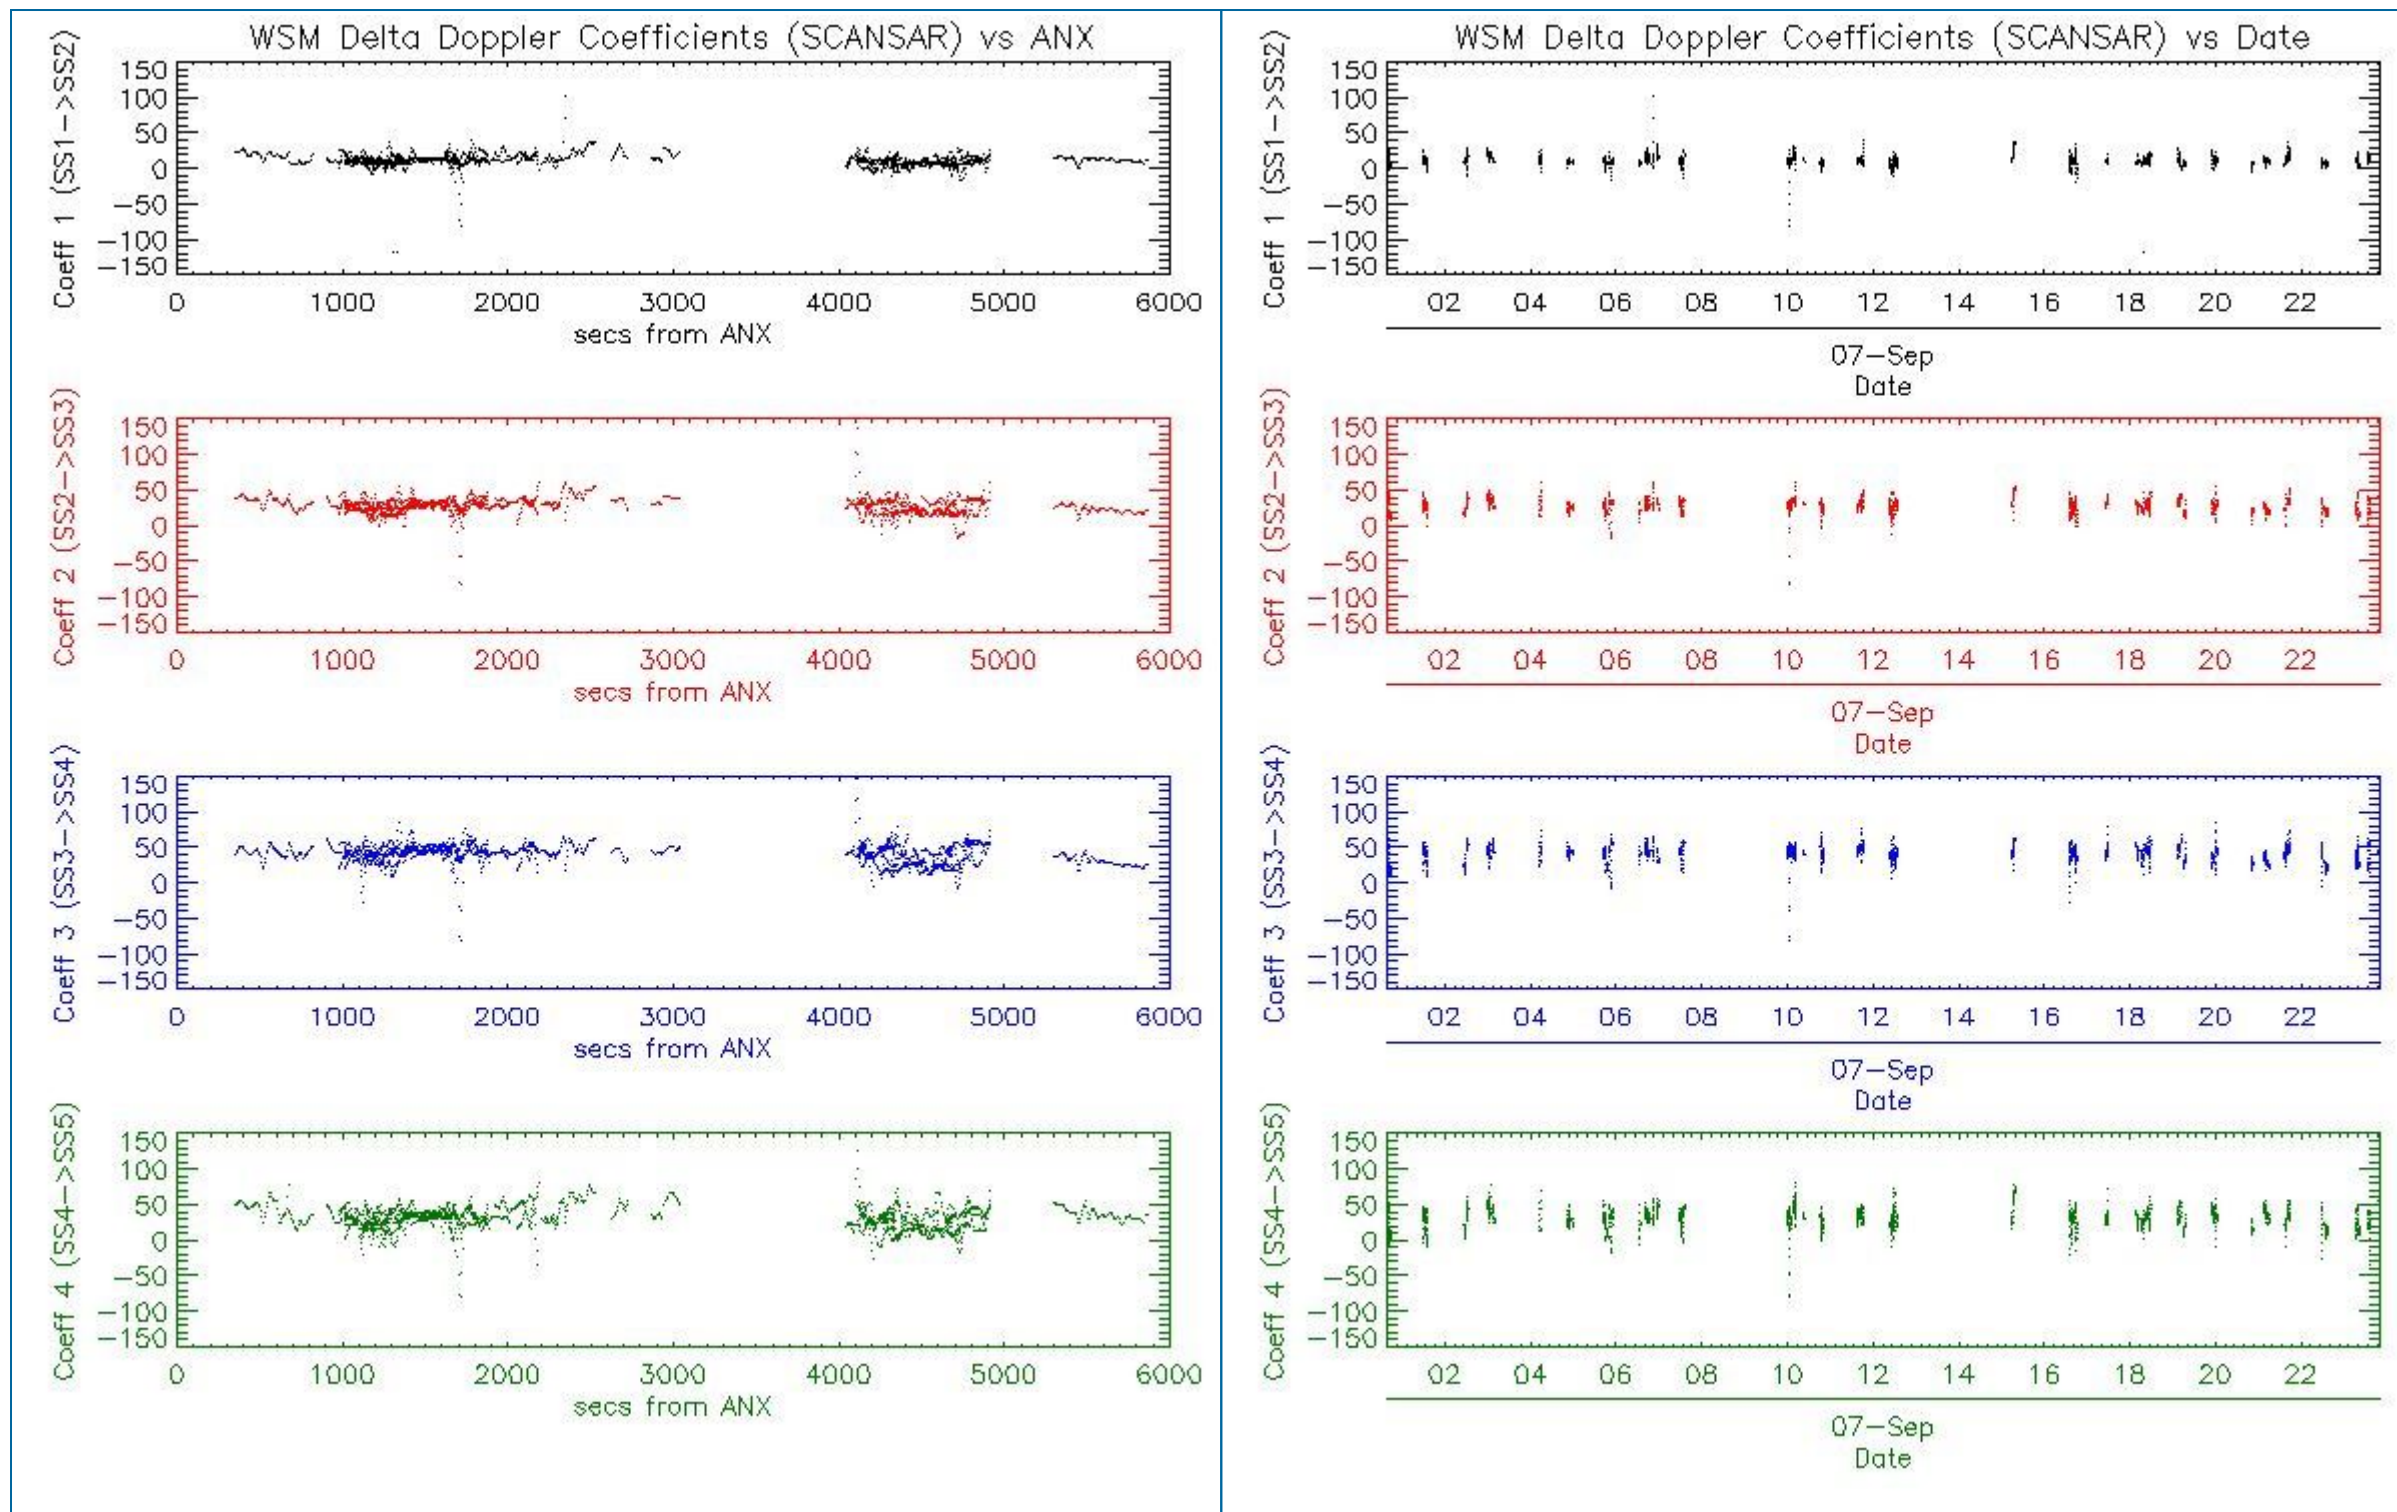 WSM Delta Doppler Coefficients (SCANSAR) vs ANX
Coeff 1 (SS1->SS2)
150
100
50
0
-50
-100
-150
0 1000 2000 3000 4000 5000 6000
secs from ANX
Coeff 2 (SS2->SS3)
150
100
50
0
-50
-100
-150
0 1000 2000 3000 4000 5000 6000
secs from ANX
Coeff 3 (SS3->SS4)
150
100
50
0
-50
-100
-150
0 1000 2000 3000 4000 5000 6000
secs from ANX
Coeff 4 (SS4->SS5)
150
100
50
0
-50
-100
-150
0 1000 2000 3000 4000 5000 6000
secs from ANX
WSM Delta Doppler Coefficients (SCANSAR) vs Date
Coeff 1 (SS1->SS2)
150
100
50
0
-50
-100
-150
02 04 06 08 10 12 14 16 18 20 22
07-Sep
Date
Coeff 2 (SS2->SS3)
150
100
50
0
-50
-100
-150
02 04 06 08 10 12 14 16 18 20 22
07-Sep
Date
Coeff 3 (SS3->SS4)
150
100
50
0
-50
-100
-150
02 04 06 08 10 12 14 16 18 20 22
07-Sep
Date
Coeff 4 (SS4->SS5)
150
100
50
0
-50
-100
-150
02 04 06 08 10 12 14 16 18 20 22
07-Sep
Date